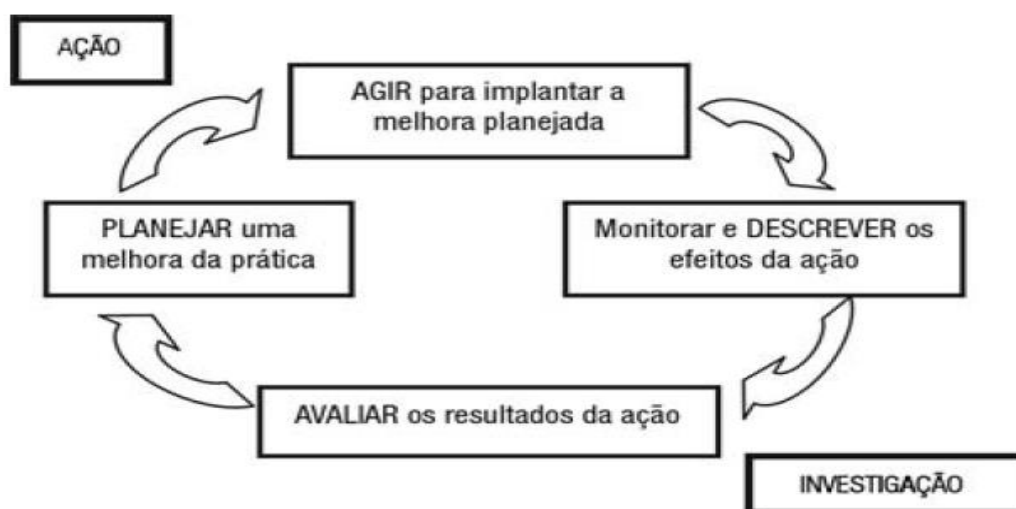 AÇÃO
AGIR para implantar a
melhora planejada
PLANEJAR uma
melhora da prática
Monitorar e DESCREVER os
efeitos da ação
AVALIAR os resultados da ação
INVESTIGAÇÃO